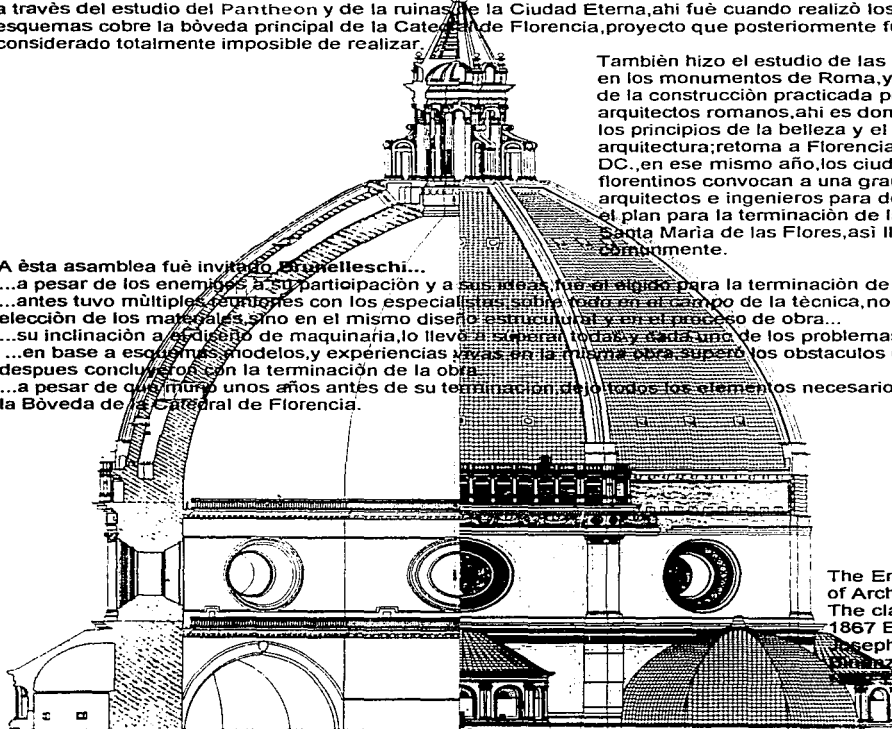 a travès del estudio del Pantheon y de la ruinas de la Ciudad Eterna,ahi fuè cuando realizò los
esquemas cobre la bòveda principal de la Catedral de Florencia,proyecto que posteriormente f
considerado totalmente imposible de realizar.
Tambièn hizo el estudio de las
en los monumentos de Roma,y
de la construcciòn practicada p
arquitectos romanos,ahi es don
los principios de la belleza y el
arquitectura;retorna a Florencia
DC.,en ese mismo año,los ciud
florentinos convocan a una gra
arquitectos e ingenieros para d
el plan para la terminaciòn de l
Santa Marìa de las Flores,asì ll
comunmente.
A èsta asamblea fuè invitado Brunelleschi...
...a pesar de los enemigos a su participaciòn y a sus ideas,fue el elgido para la terminaciòn de
...antes tuvo mùltiples reuniones con los especialistas,sobre todo en el campo de la tècnica,no
elecciòn de los materiales,sino en el mismo diseño estructural y en el proceso de obra...
...su inclinaciòn a el diseño de maquinaria,lo llevò a superar todas y cada uno de los problema
...en base a esquemas,modelos,y experiencias vivas en la misma obra,superò los obstaculos
despues concluyeron con la terminaciòn de la obra...
...a pesar de que muriò unos años antes de su terminaciòn,dejo todos los elementos necesario
la Bòveda de la Catedral de Florencia.
The En
of Arch
The cla
1867 E
Joseph